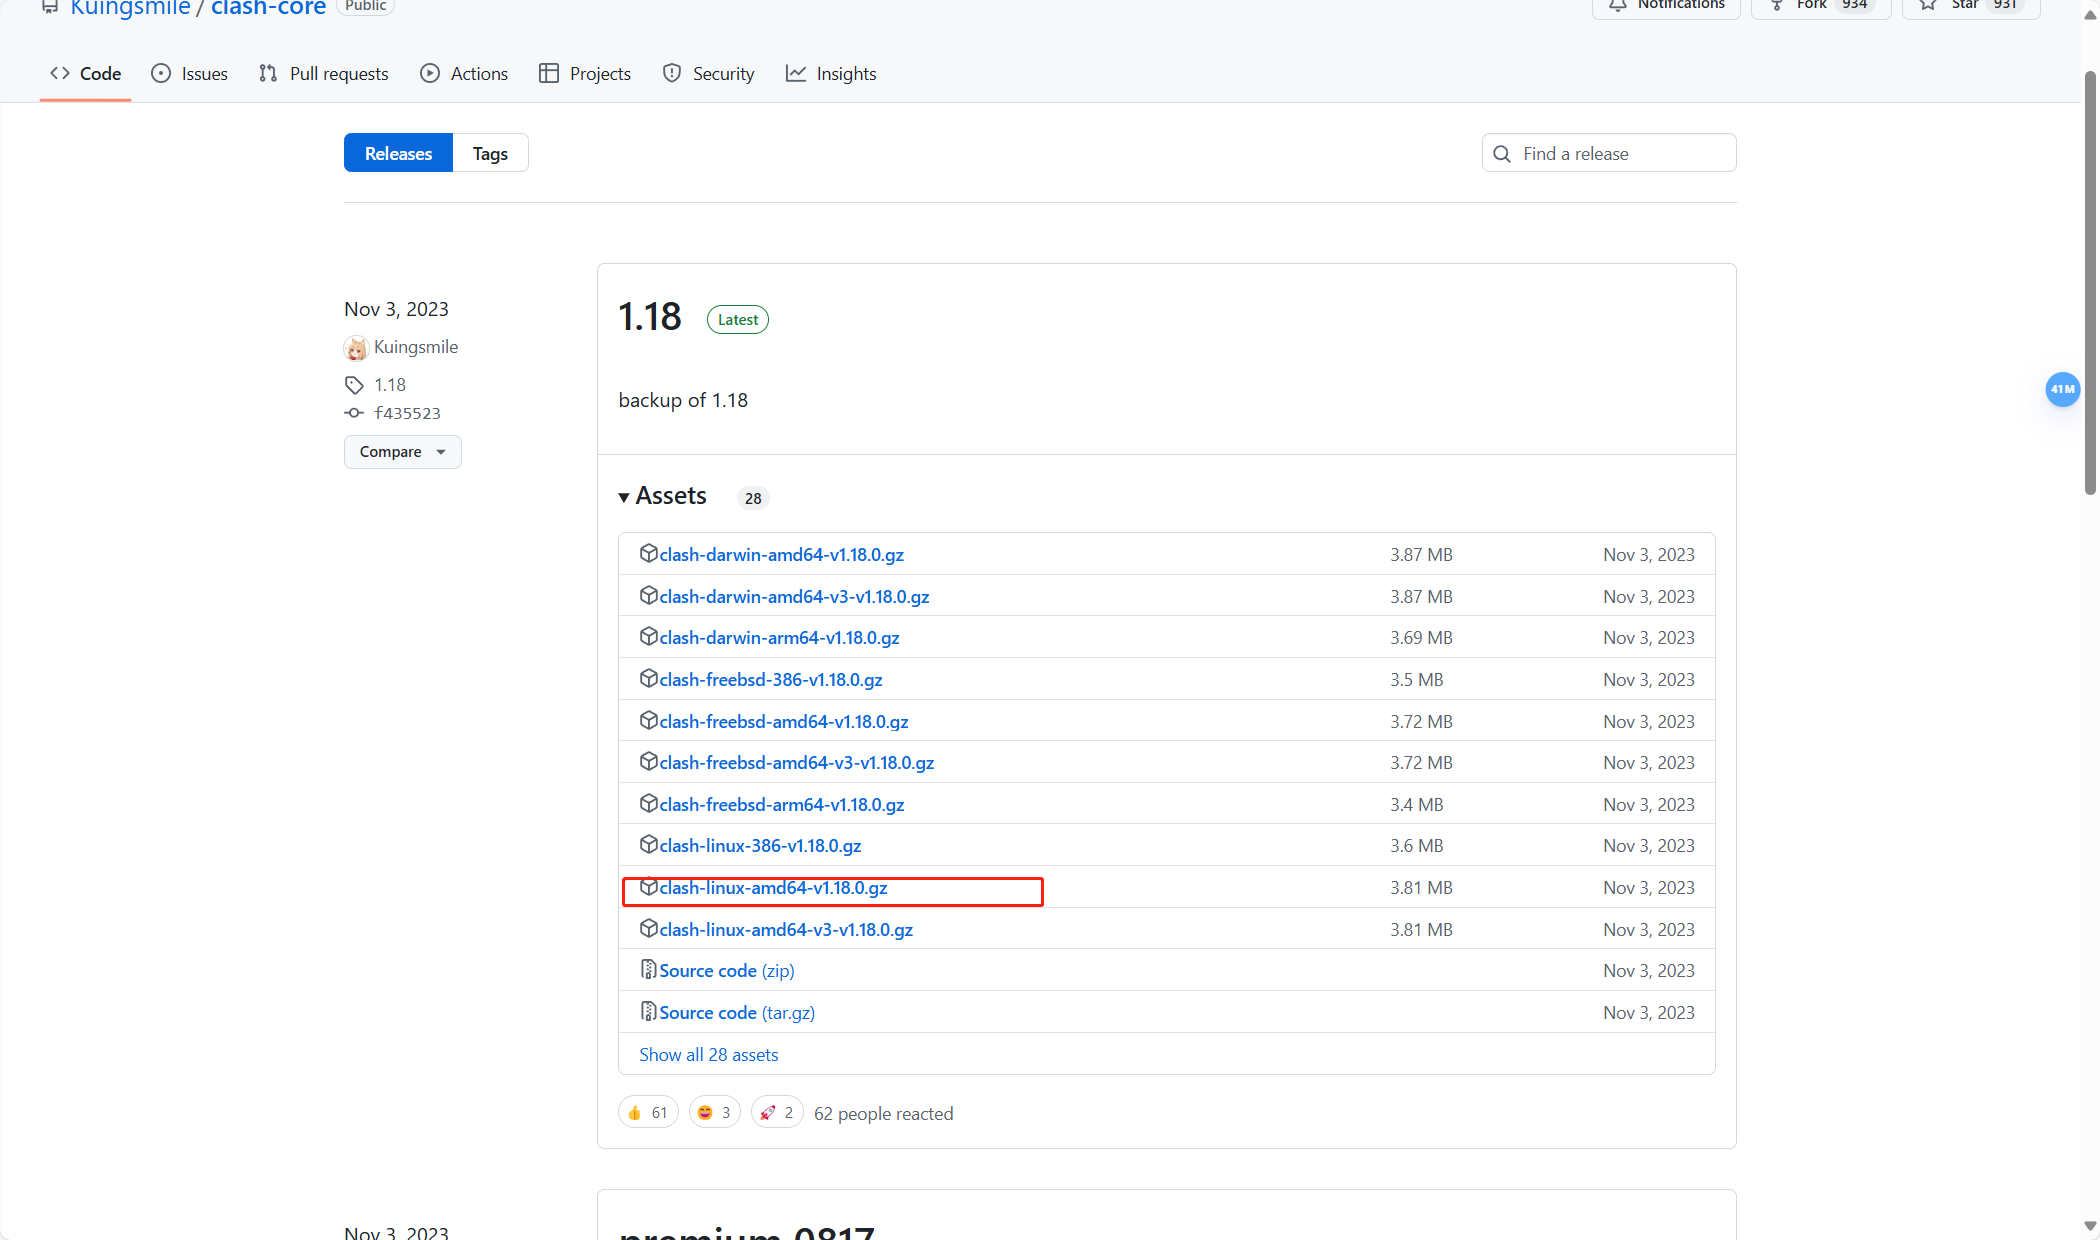 Kuingsmile / clash-core Public
Notifications Fork 934 Star 931
Code Issues Pull requests Actions Projects Security Insights
Releases Tags
Find a release
Nov 3, 2023
Kuingsmile
1.18
f435523
Compare
1.18 Latest
backup of 1.18
41M
Assets 28
clash-darwin-amd64-v1.18.0.gz 3.87 MB Nov 3, 2023
clash-darwin-amd64-v3-v1.18.0.gz 3.87 MB Nov 3, 2023
clash-darwin-arm64-v1.18.0.gz 3.69 MB Nov 3, 2023
clash-freebsd-386-v1.18.0.gz 3.5 MB Nov 3, 2023
clash-freebsd-amd64-v1.18.0.gz 3.72 MB Nov 3, 2023
clash-freebsd-amd64-v3-v1.18.0.gz 3.72 MB Nov 3, 2023
clash-freebsd-arm64-v1.18.0.gz 3.4 MB Nov 3, 2023
clash-linux-386-v1.18.0.gz 3.6 MB Nov 3, 2023
clash-linux-amd64-v1.18.0.gz 3.81 MB Nov 3, 2023
clash-linux-amd64-v3-v1.18.0.gz 3.81 MB Nov 3, 2023
Source code (zip) Nov 3, 2023
Source code (tar.gz) Nov 3, 2023
Show all 28 assets
👍 61 😄 3 🚀 2 62 people reacted
Nov 3, 2023
premium-0817